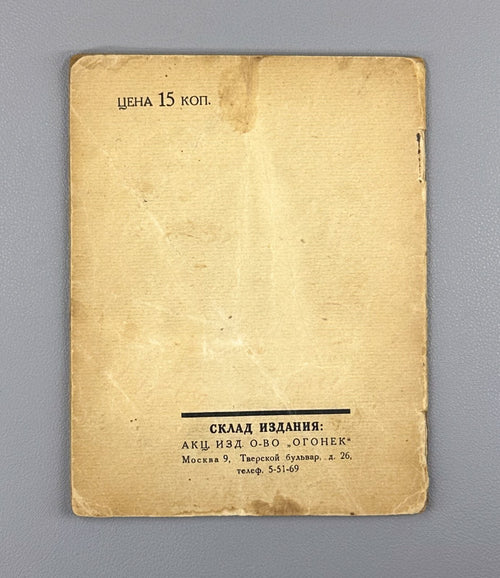 ЦЕНА 15 КОП.
СКЛАД ИЗДАНИЯ:
АКЦ. ИЗД. О-ВО „ОГОНЕК“
Москва 9, Тверской бульвар, д. 26,
телеф. 5-51-69